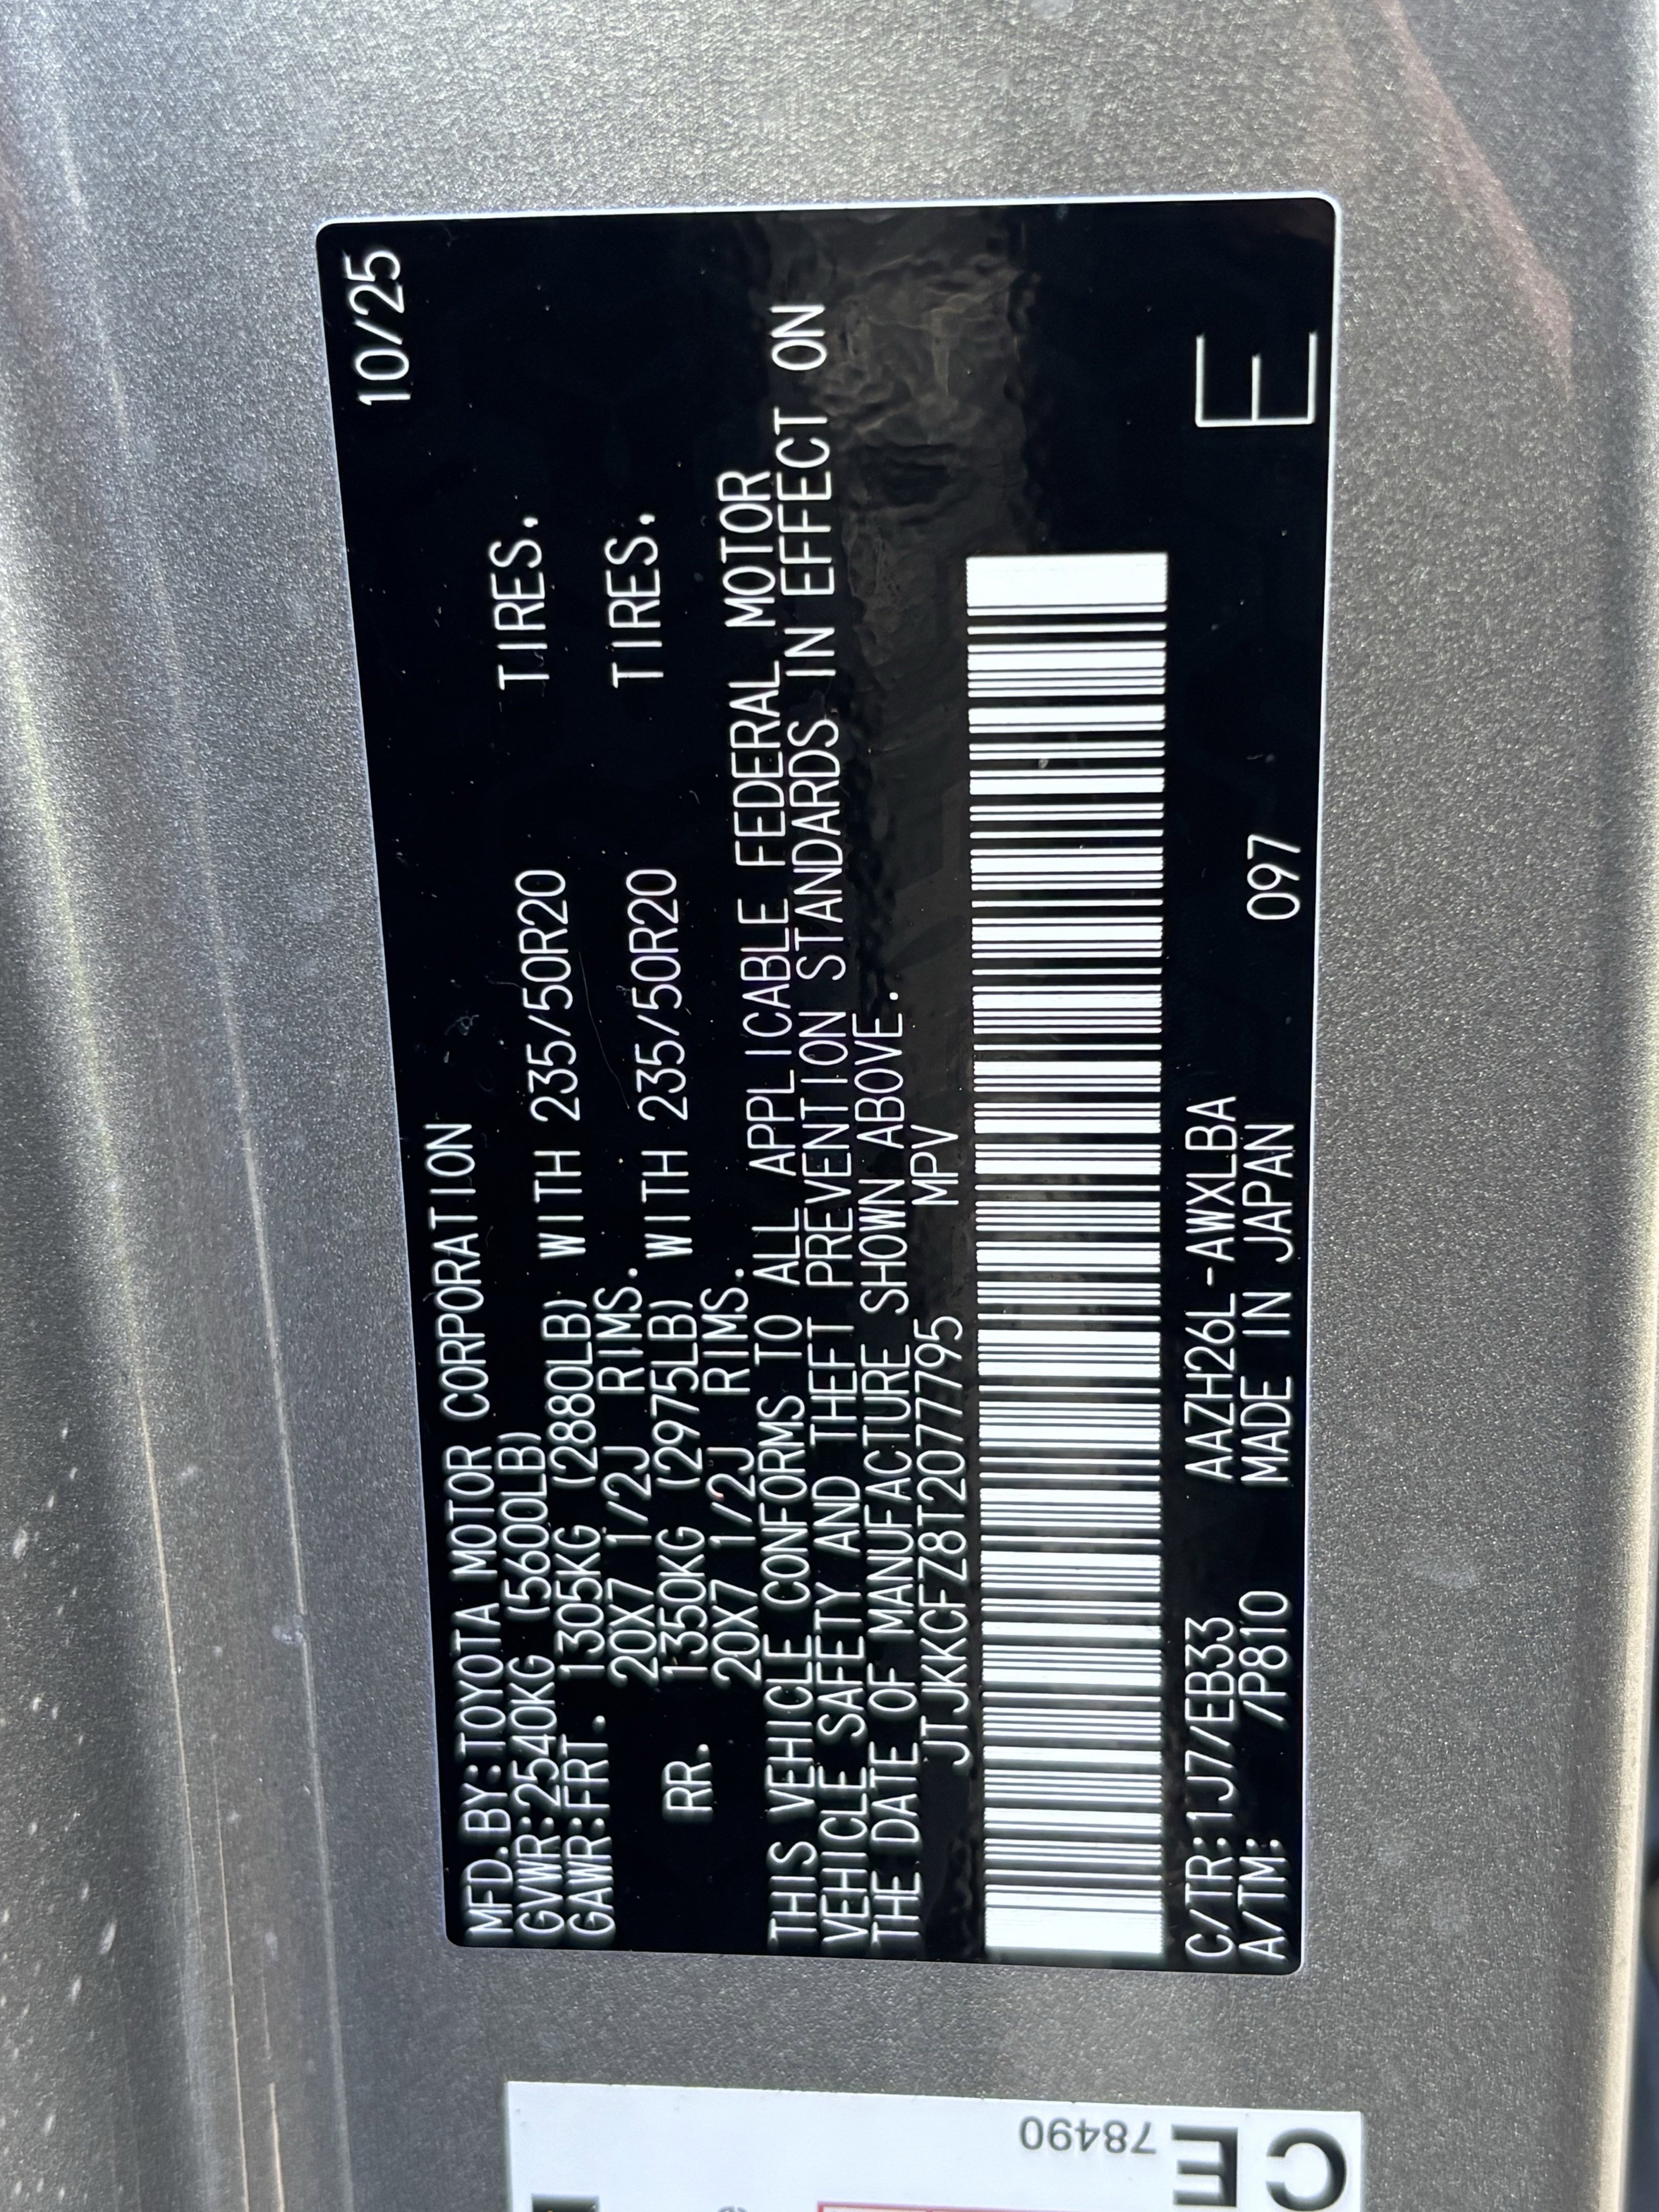 10/25
MFD.BY:TOYOTA MOTOR CORPORATION
GVWR:2540KG (5600LB)
GAWR:FRT. 1305KG (2880LB) WITH 235/50R20 TIRES.
20X7 1/2J RIMS.
RR. 1350KG (2975LB) WITH 235/50R20 TIRES.
20X7 1/2J RIMS.
THIS VEHICLE CONFORMS TO ALL APPLICABLE FEDERAL MOTOR
VEHICLE SAFETY AND THEFT PREVENTION STANDARDS IN EFFECT ON
THE DATE OF MANUFACTURE SHOWN ABOVE.
JTJKKCFZ8T2077795 MPV
C/TR:1J7/EB33 AAZH26L-AWXLBA
A/TM: /P810 MADE IN JAPAN 097 E
78490